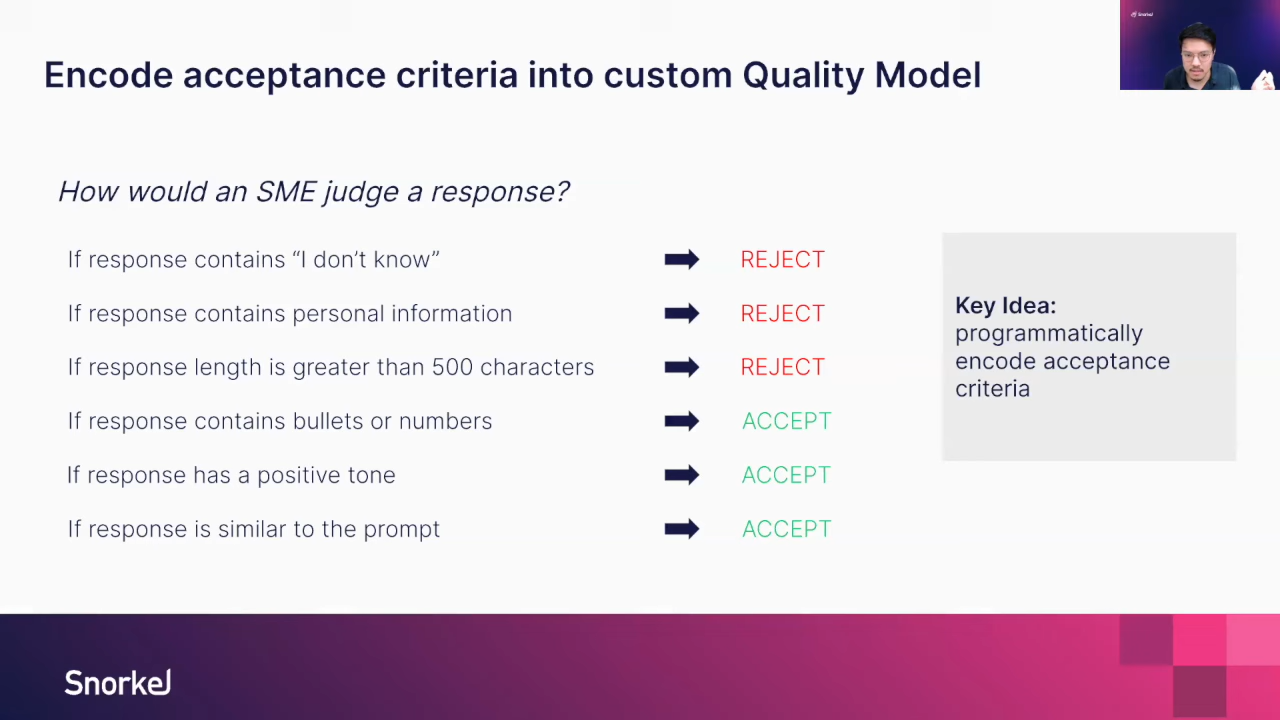 Encode acceptance criteria into custom Quality Model
Snorkel
How would an SME judge a response?
If response contains “I don’t know”
REJECT
If response contains personal information
REJECT
If response length is greater than 500 characters
REJECT
If response contains bullets or numbers
ACCEPT
If response has a positive tone
ACCEPT
If response is similar to the prompt
ACCEPT
Key Idea:
programmatically
encode acceptance
criteria
Snorkel